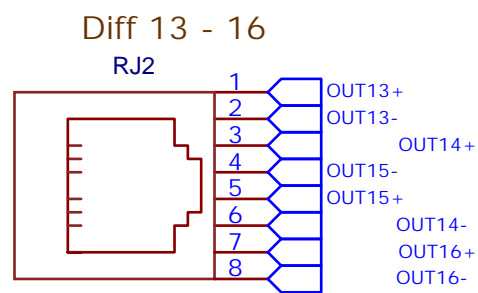 Diff 13 - 16
RJ2
1 OUT13+
2 OUT13-
3 OUT14+
4 OUT15-
5 OUT15+
6 OUT14-
7 OUT16+
8 OUT16-